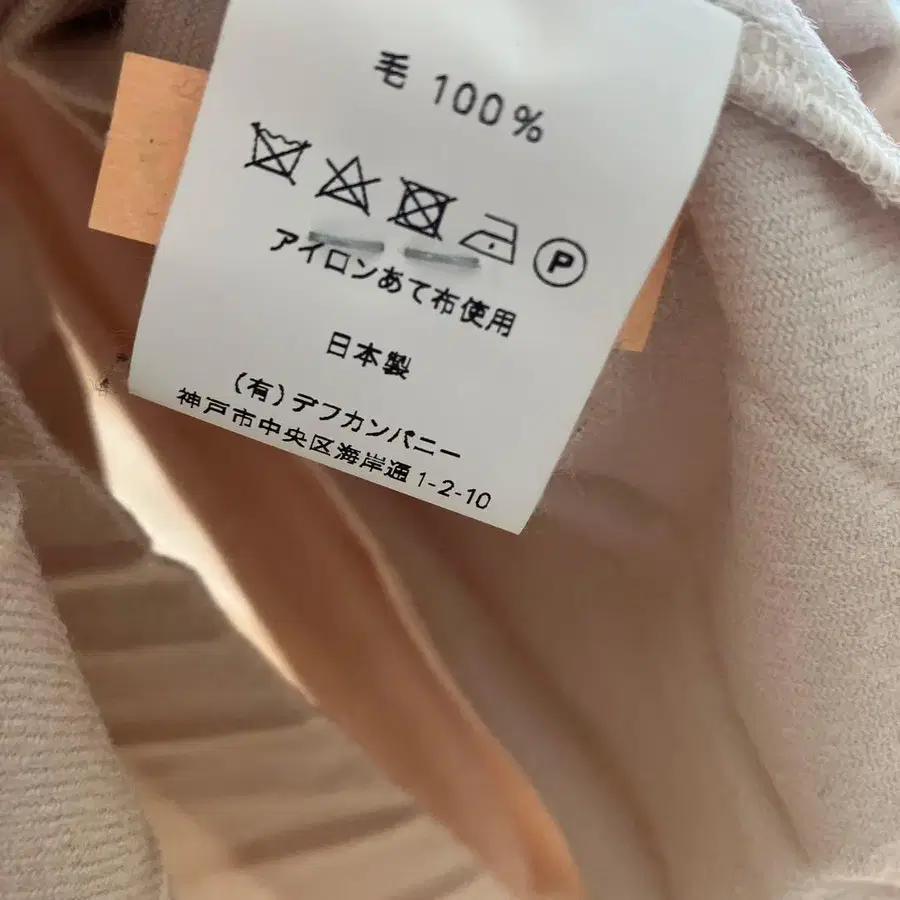 毛 100%
P
アイロンあて布使用
日本製
(有)デフカンパニー
神戸市中央区海岸通1-2-10